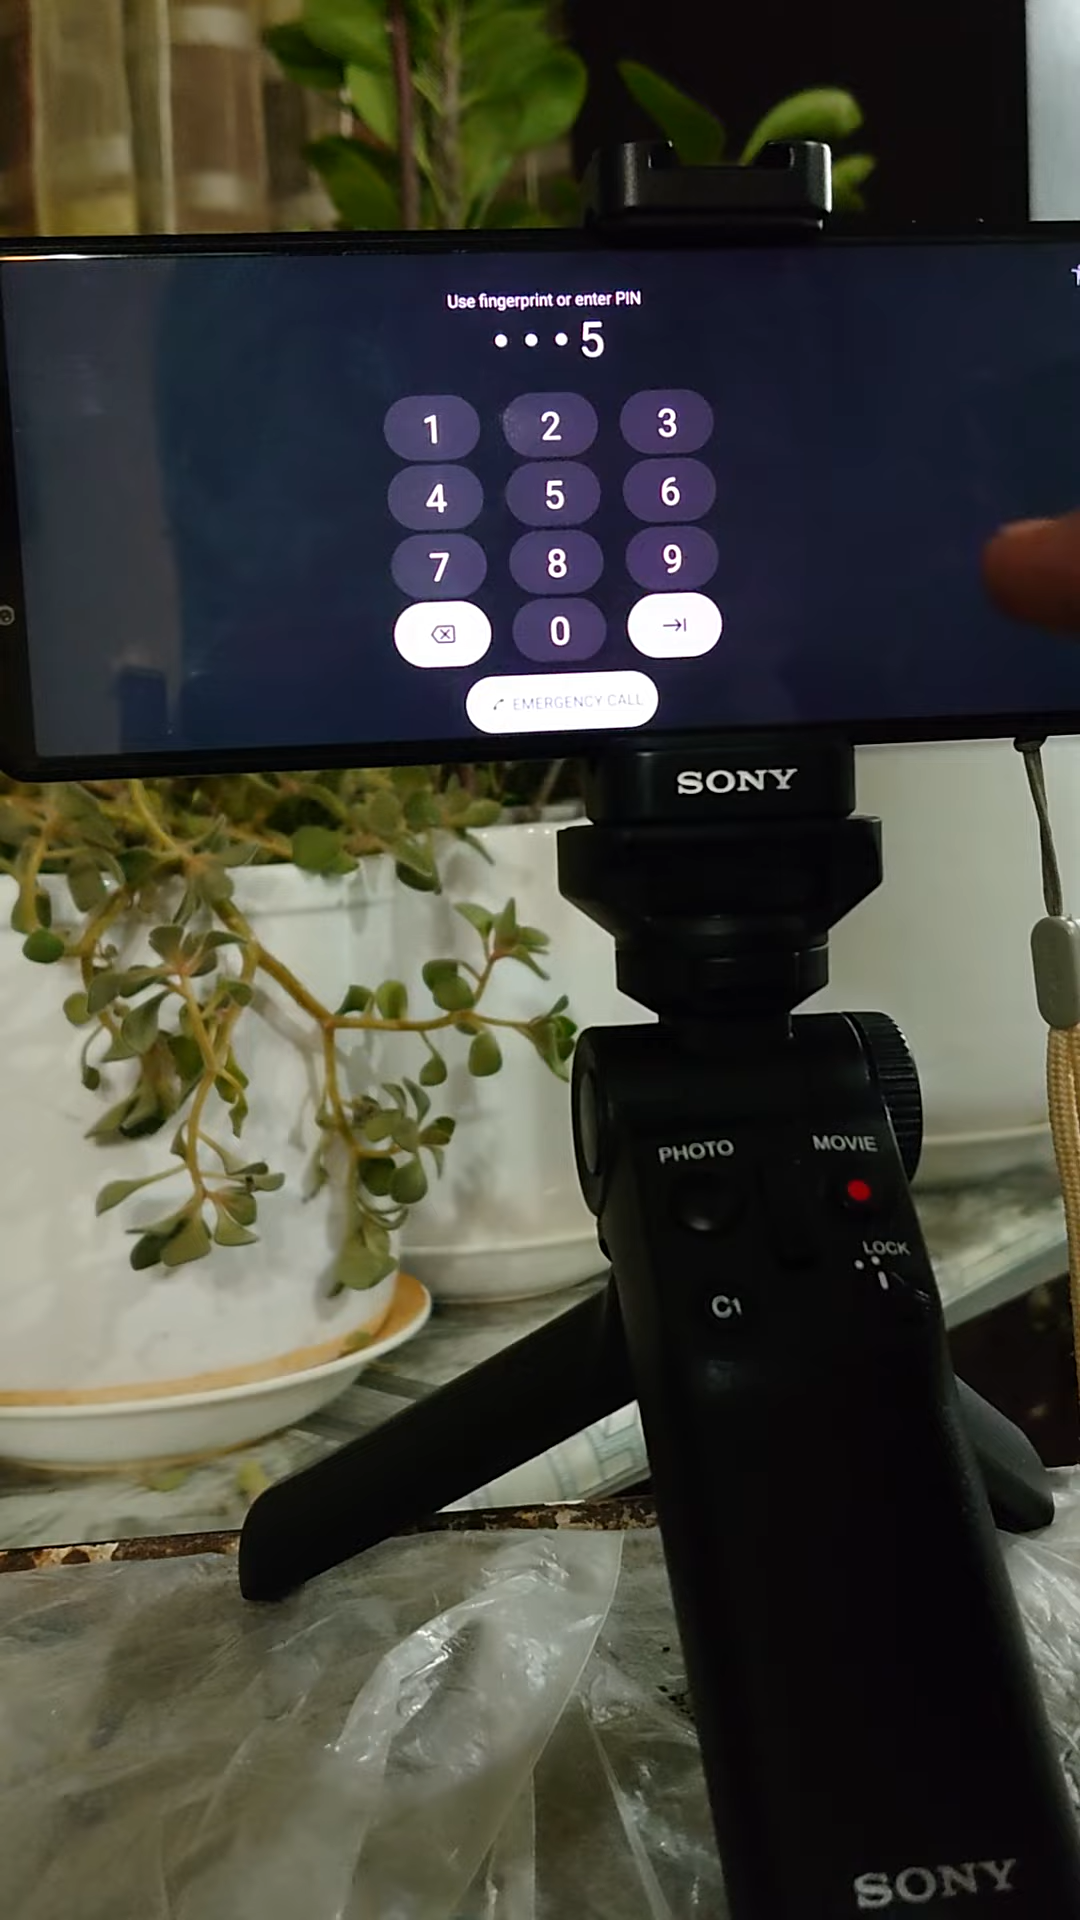 Use fingerprint or enter PIN
• • • 5
1 2 3
4 5 6
7 8 9
0
EMERGENCY CALL
SONY
PHOTO MOVIE
LOCK
C1
SONY